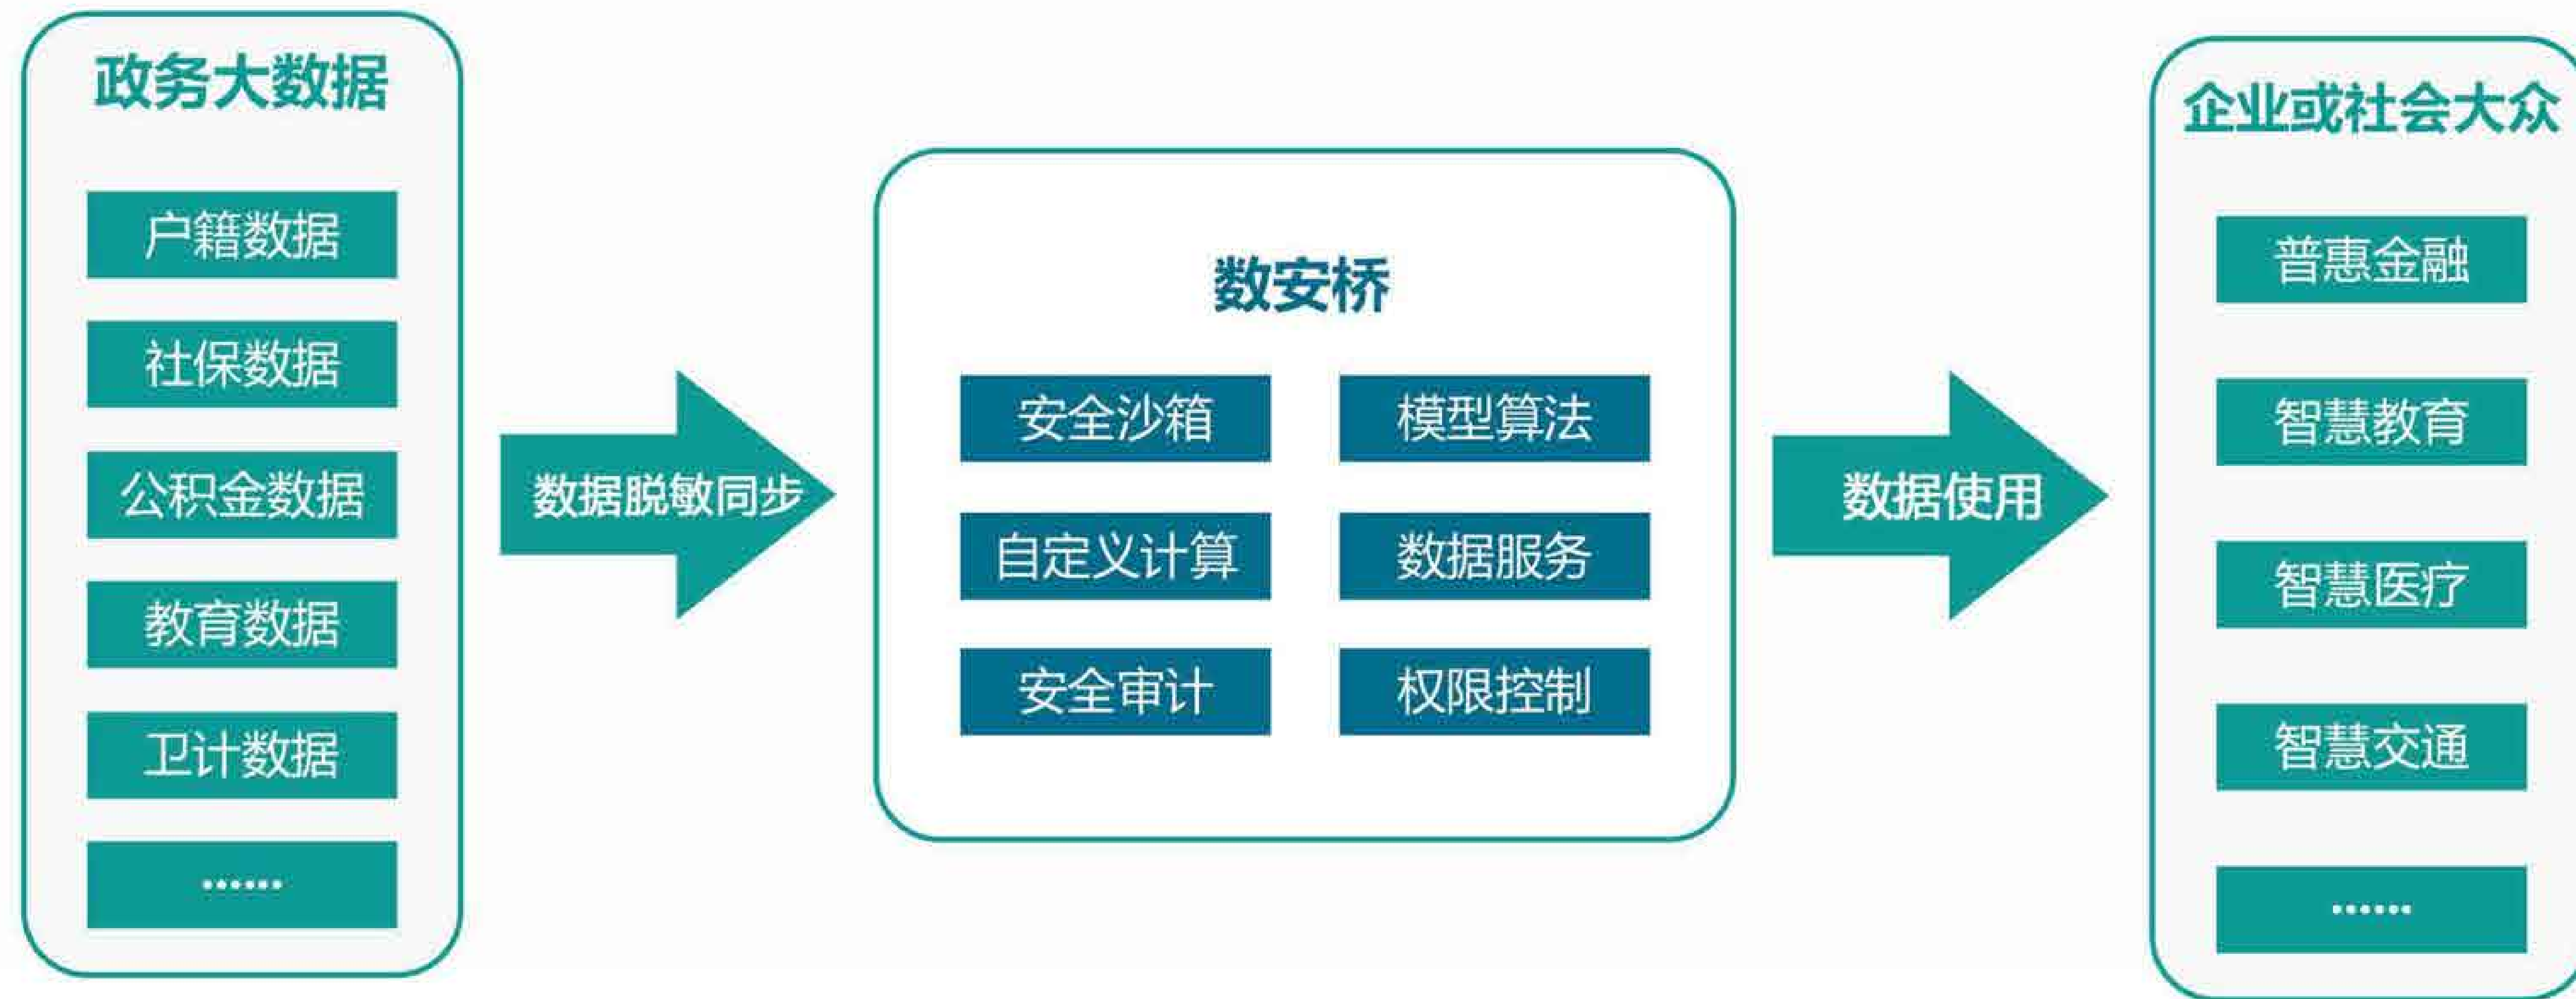 政务大数据
户籍数据
社保数据
公积金数据
教育数据
卫计数据
······
数据脱敏同步
数安桥
安全沙箱
模型算法
自定义计算
数据服务
安全审计
权限控制
数据使用
企业或社会大众
普惠金融
智慧教育
智慧医疗
智慧交通
······